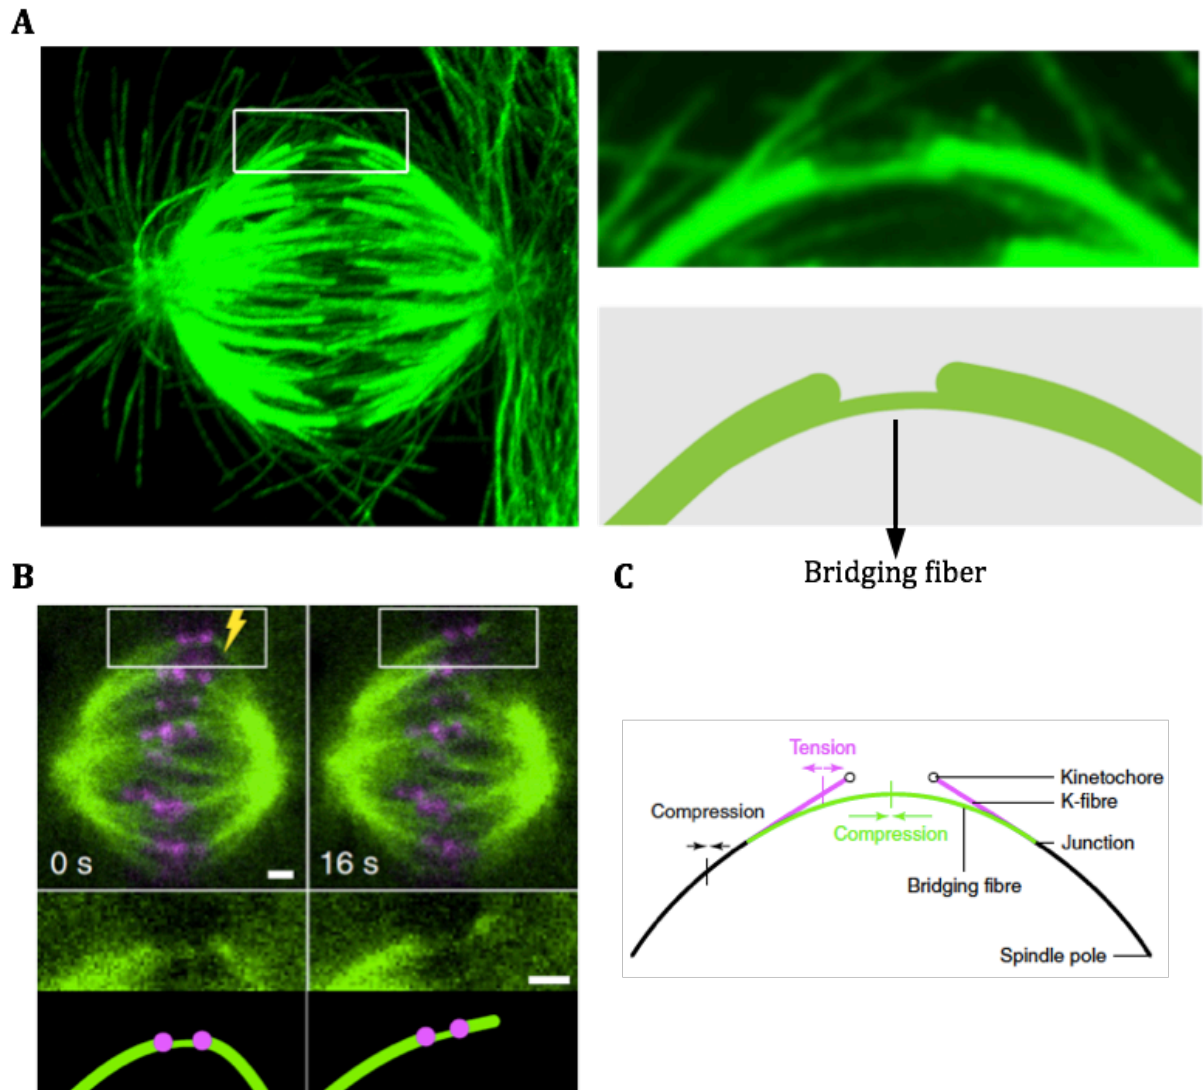 A
Bridging fiber
B
C
0 s
16 s
Tension
Kinetochore
K-fibre
Compression
Compression
Junction
Bridging fibre
Spindle pole